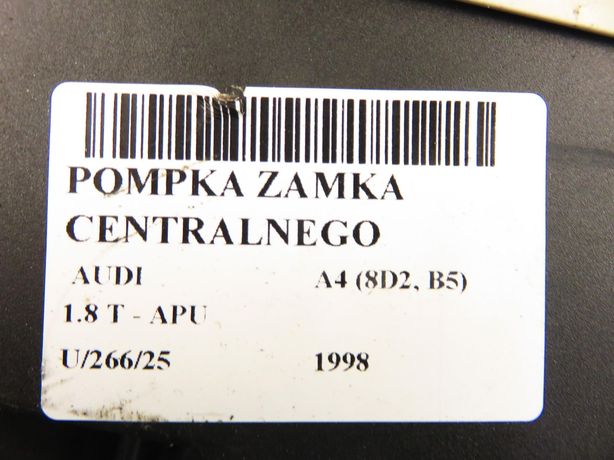 POMPKA ZAMKA
CENTRALNEGO
AUDI A4 (8D2, B5)
1.8 T - APU
U/266/25 1998